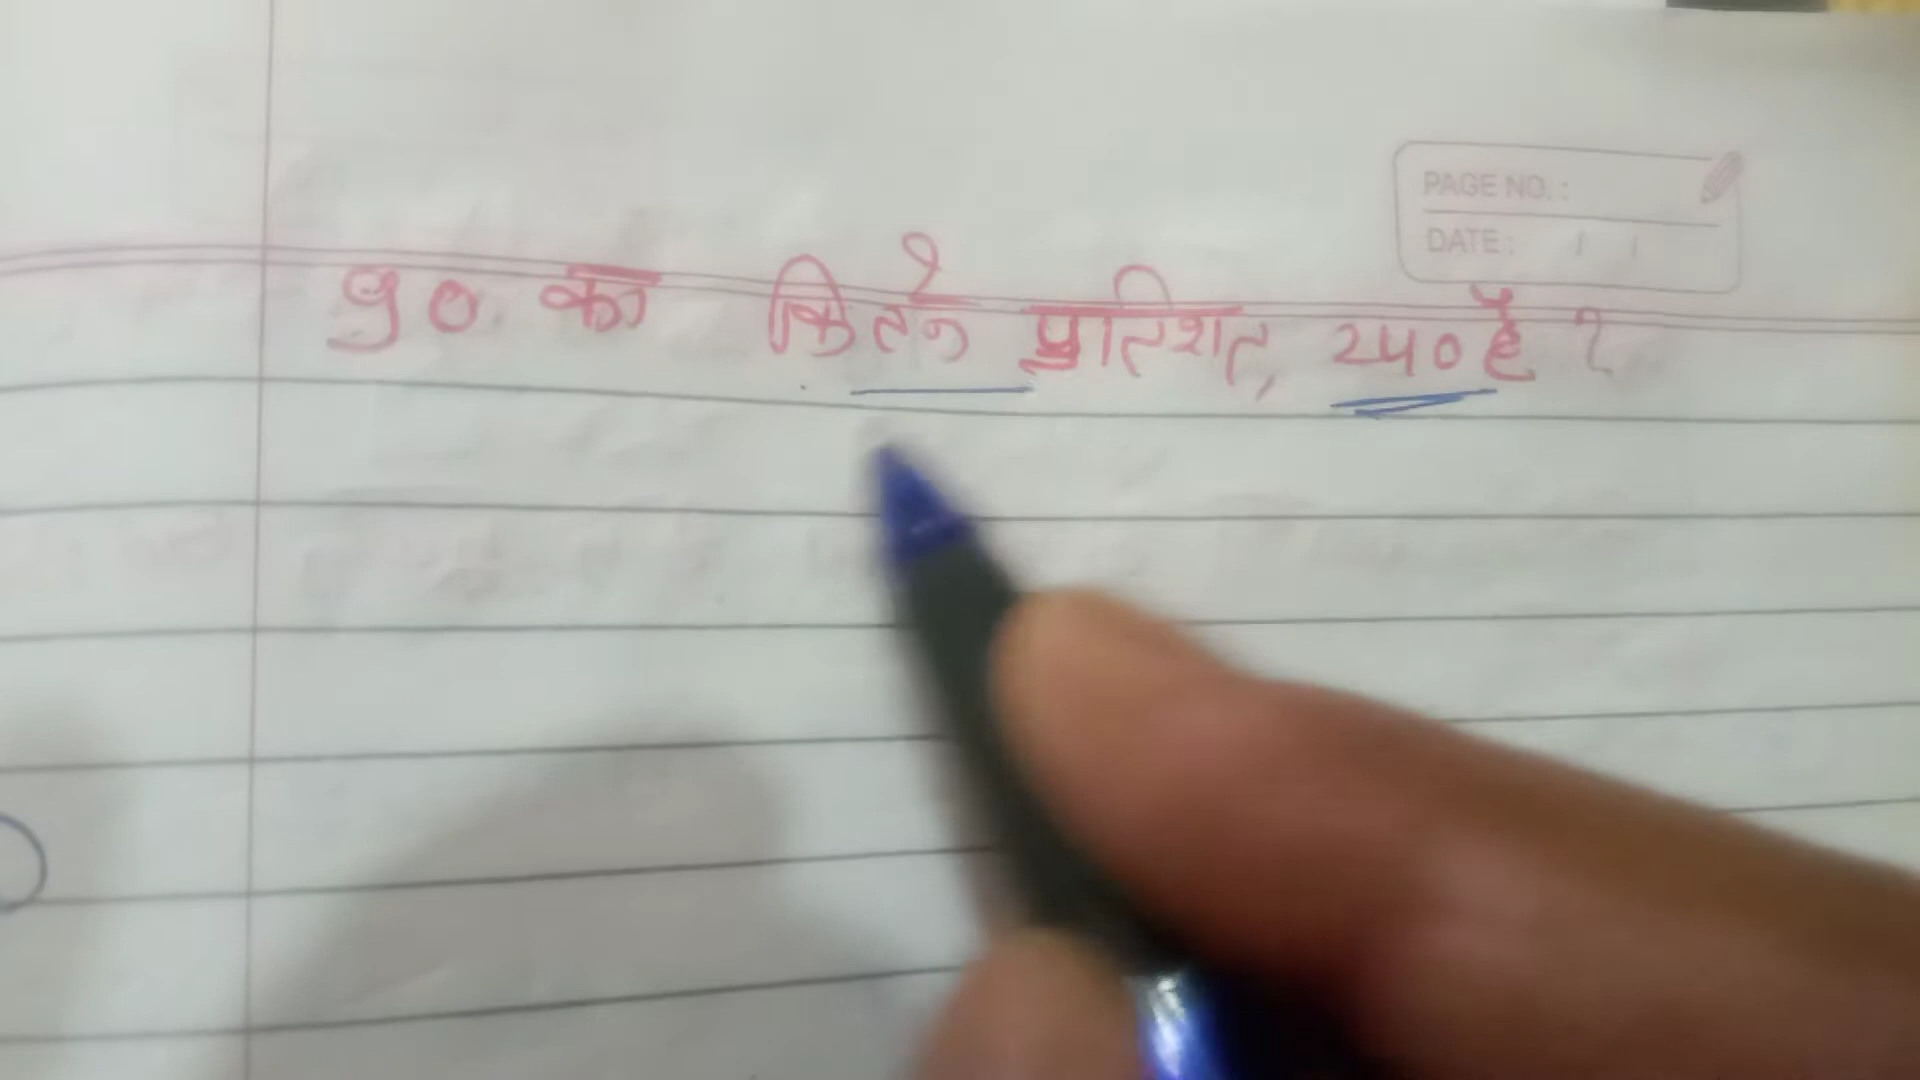 90 का कितने प्रतिशत, 240 है ?
PAGE NO. :
DATE : / /